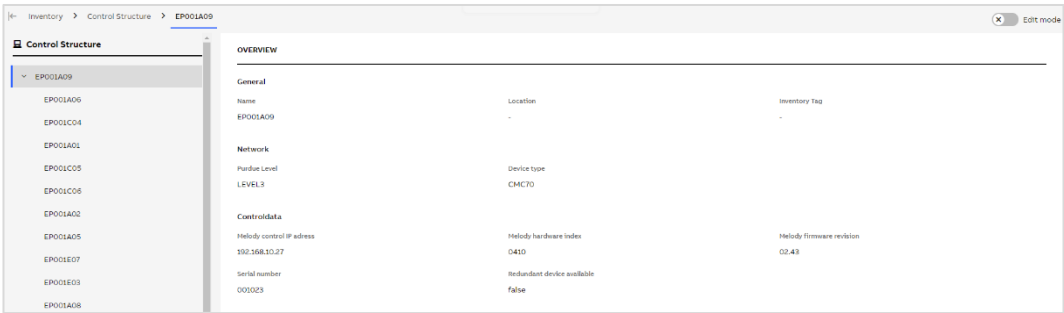 Inventory > Control Structure > EP001A09
Edit mode
Control Structure
EP001A09
EP001A06
EP001C04
EP001A01
EP001C05
EP001C06
EP001A02
EP001A05
EP001E07
EP001E03
EP001A08
OVERVIEW
General
Name Location Inventory Tag
EP001A09 - -
Network
Purdue Level Device type
LEVEL3 CMC70
Controldata
Melody control IP adress Melody hardware index Melody firmware revision
192.168.10.27 0410 02.43
Serial number Redundant device available
001023 false